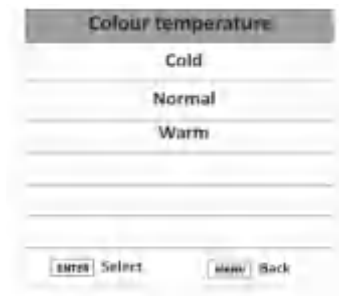 Colour temperature
Cold
Normal
Warm
ENTER Select MENU Back